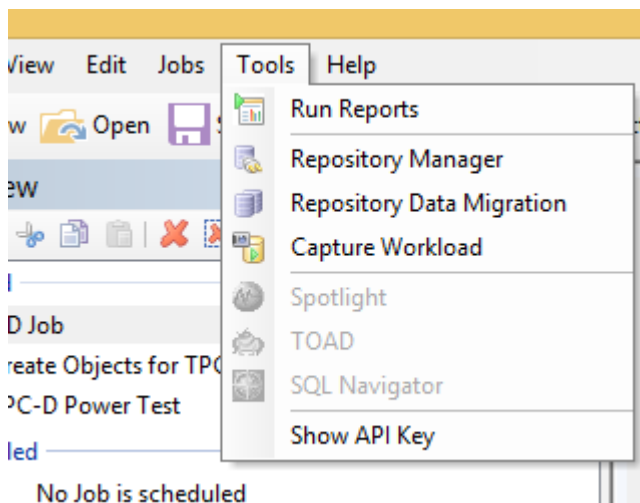 View Edit Jobs Tools Help
Run Reports
Open
Repository Manager
Repository Data Migration
Capture Workload
Spotlight
D Job
TOAD
reate Objects for TPC
SQL Navigator
PC-D Power Test
Show API Key
No Job is scheduled